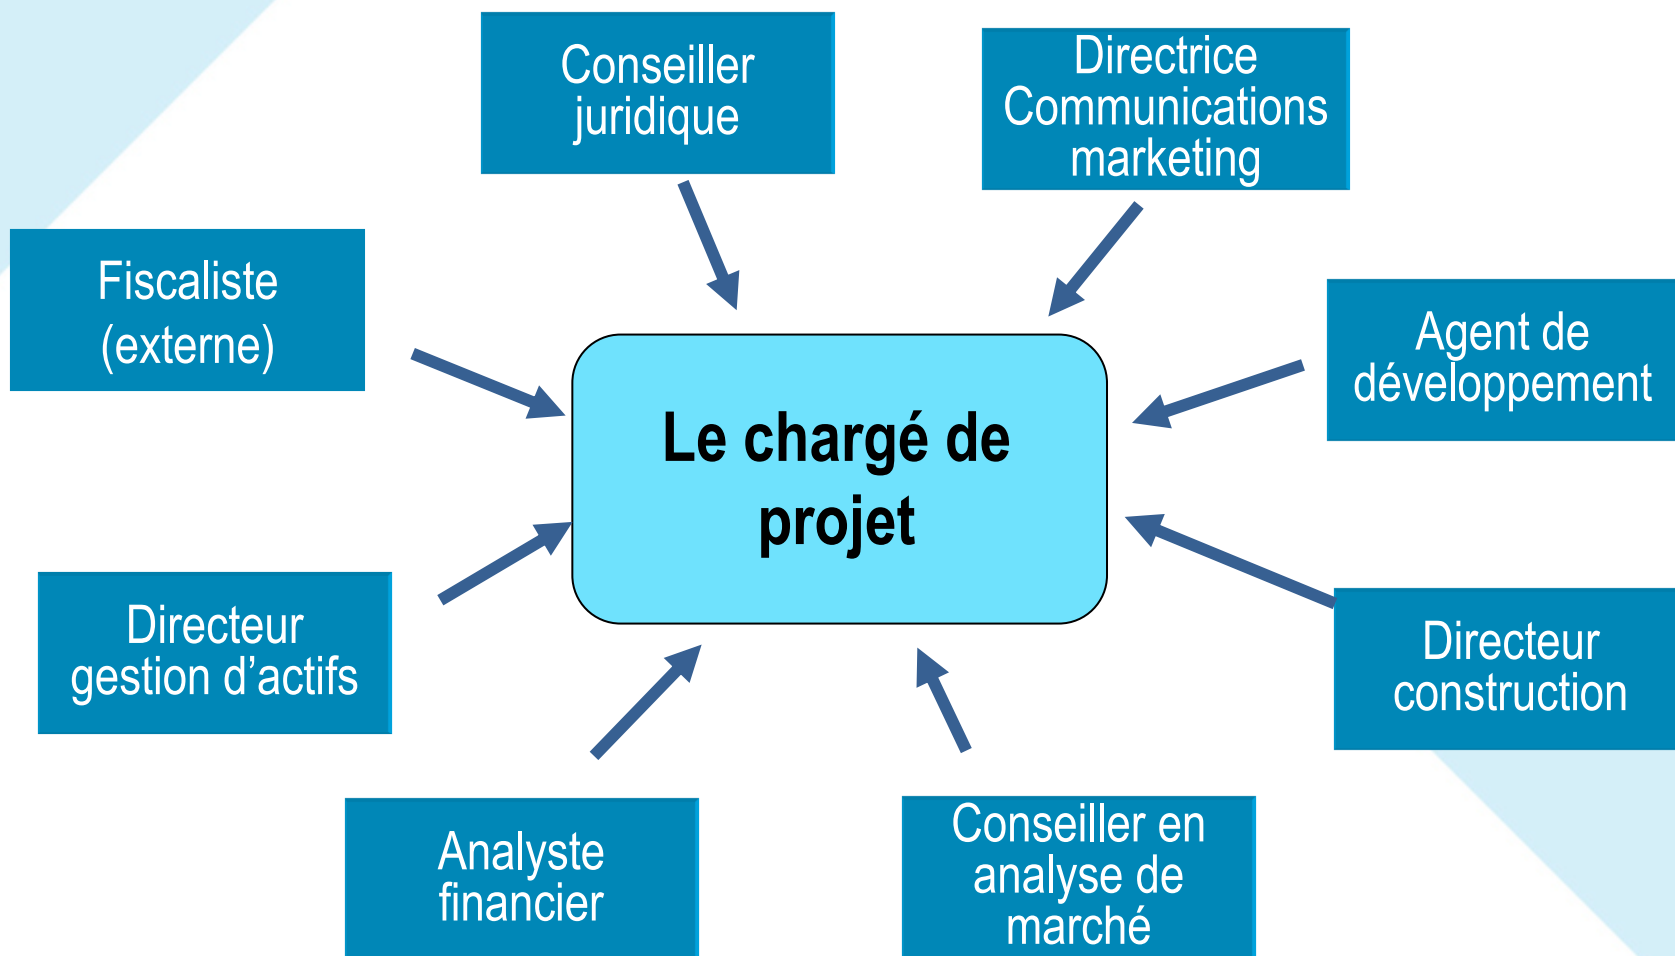 Conseiller
juridique
Directrice
Communications
marketing
Fiscaliste
(externe)
Agent de
développement
Le chargé de
projet
Directeur
gestion d’actifs
Directeur
construction
Analyste
financier
Conseiller en
analyse de
marché